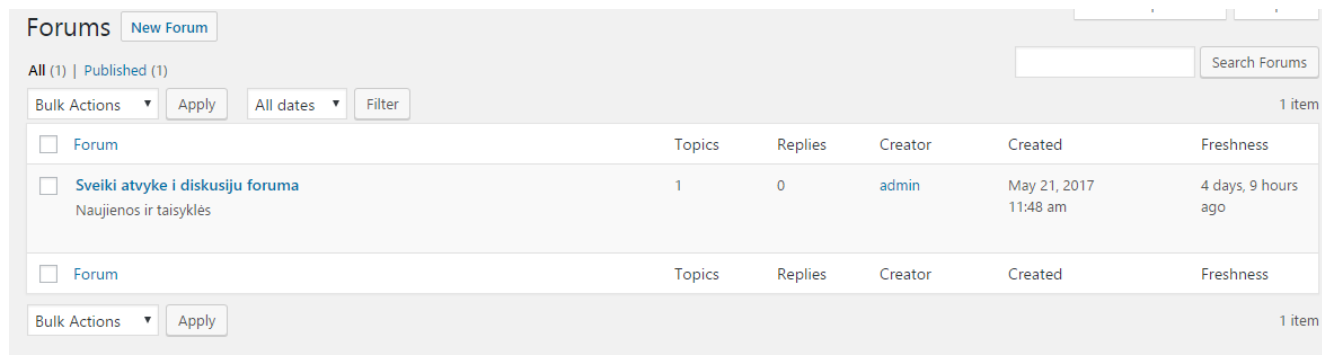 Forums New Forum
All (1) | Published (1)
Search Forums
Bulk Actions Apply All dates Filter 1 item
Forum Topics Replies Creator Created Freshness
Sveiki atvyke i diskusiju foruma 1 0 admin May 21, 2017 4 days, 9 hours
Naujienos ir taisyklės 11:48 am ago
Forum Topics Replies Creator Created Freshness
Bulk Actions Apply 1 item